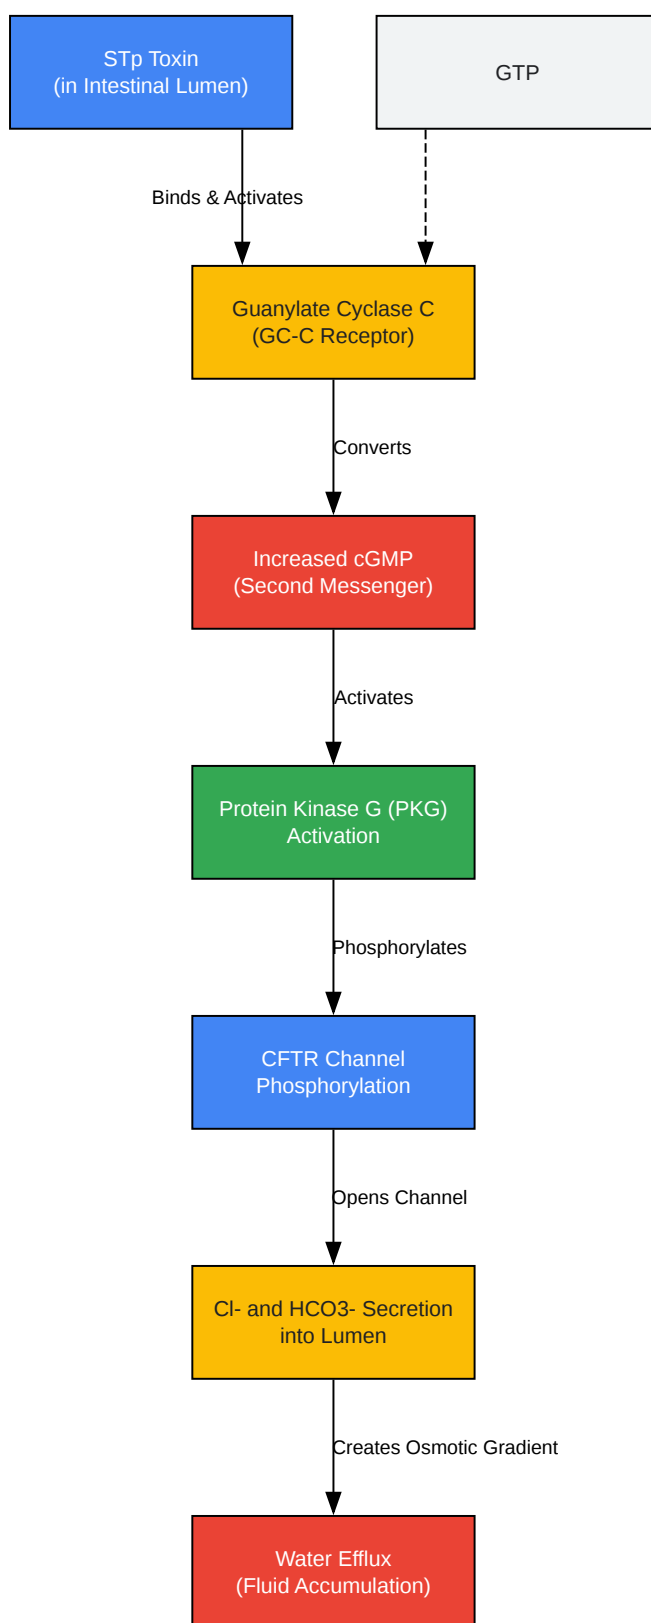 STp Toxin
(in Intestinal Lumen)
GTP
Binds & Activates
Guanylate Cyclase C
(GC-C Receptor)
Converts
Increased cGMP
(Second Messenger)
Activates
Protein Kinase G (PKG)
Activation
Phosphorylates
CFTR Channel
Phosphorylation
Opens Channel
Cl- and HCO3- Secretion
into Lumen
Creates Osmotic Gradient
Water Efflux
(Fluid Accumulation)